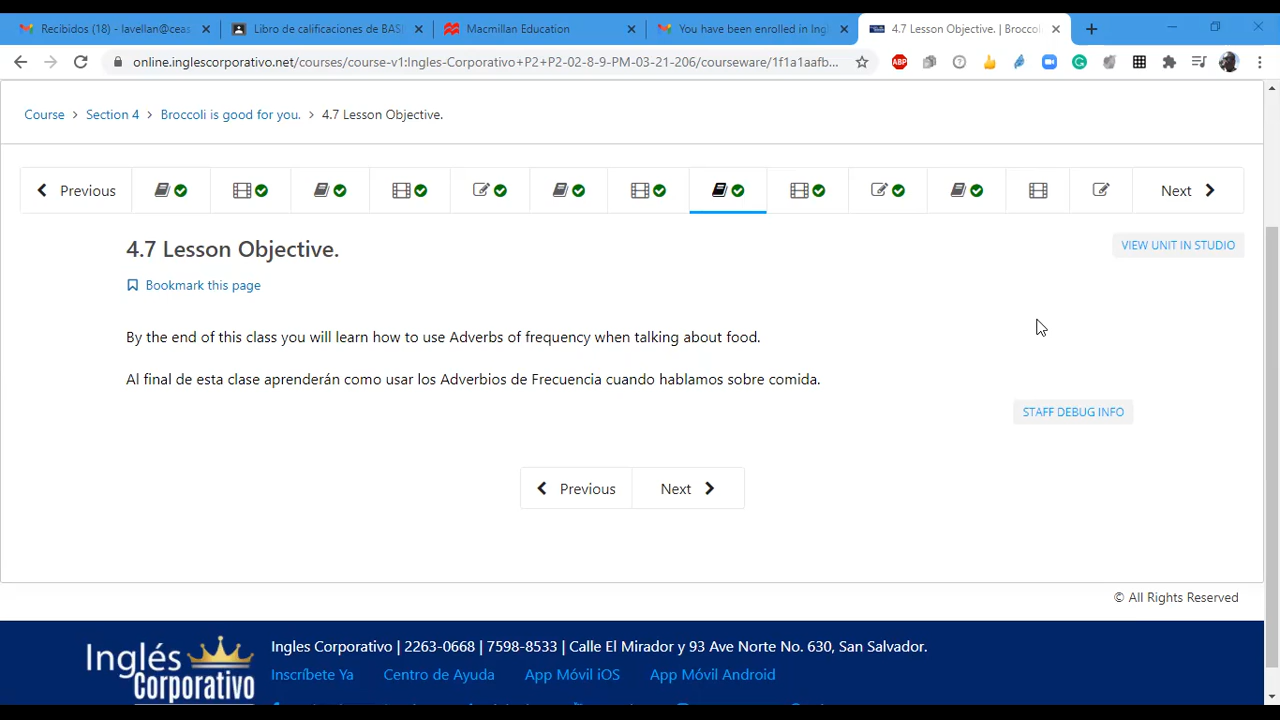 Recibidos (18) - lavellan@ceas
Libro de calificaciones de BASI
Macmillan Education
You have been enrolled in Ingl
4.7 Lesson Objective. | Broccoli
online.inglescorporativo.net/courses/course-v1:Ingles-Corporativo+P2+P2-02-8-9-PM-03-21-206/courseware/1f1a1aafb...
ABP
Course > Section 4 > Broccoli is good for you. > 4.7 Lesson Objective.
Previous
Next
4.7 Lesson Objective.
VIEW UNIT IN STUDIO
Bookmark this page
By the end of this class you will learn how to use Adverbs of frequency when talking about food.
Al final de esta clase aprenderán como usar los Adverbios de Frecuencia cuando hablamos sobre comida.
STAFF DEBUG INFO
Previous Next
© All Rights Reserved
Inglés Corporativo
Ingles Corporativo | 2263-0668 | 7598-8533 | Calle El Mirador y 93 Ave Norte No. 630, San Salvador.
Inscríbete Ya Centro de Ayuda App Móvil iOS App Móvil Android